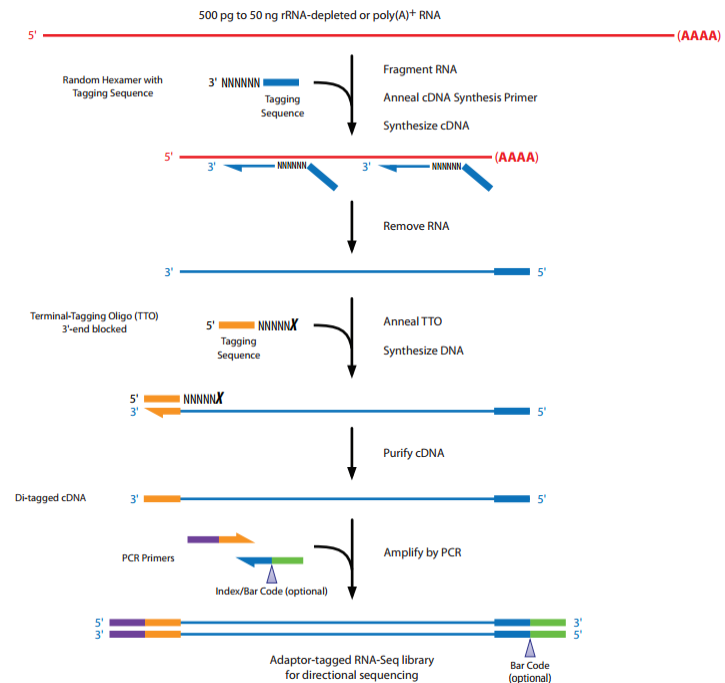 500 pg to 50 ng rRNA-depleted or poly(A)+ RNA
5' (AAAA)
Random Hexamer with
Tagging Sequence
3' NNNNNN
Tagging
Sequence
Fragment RNA
Anneal cDNA Synthesis Primer
Synthesize cDNA
5' (AAAA)
3' NNNNNN 3' NNNNNN
Remove RNA
3' 5'
Terminal-Tagging Oligo (TTO)
3'-end blocked
5' NNNNNX
Tagging
Sequence
Anneal TTO
Synthesize DNA
5' NNNNNX
3' 5'
Purify cDNA
Di-tagged cDNA 3' 5'
PCR Primers
Amplify by PCR
Index/Bar Code (optional)
5' 3'
3' 5'
Adaptor-tagged RNA-Seq library
for directional sequencing
Bar Code
(optional)